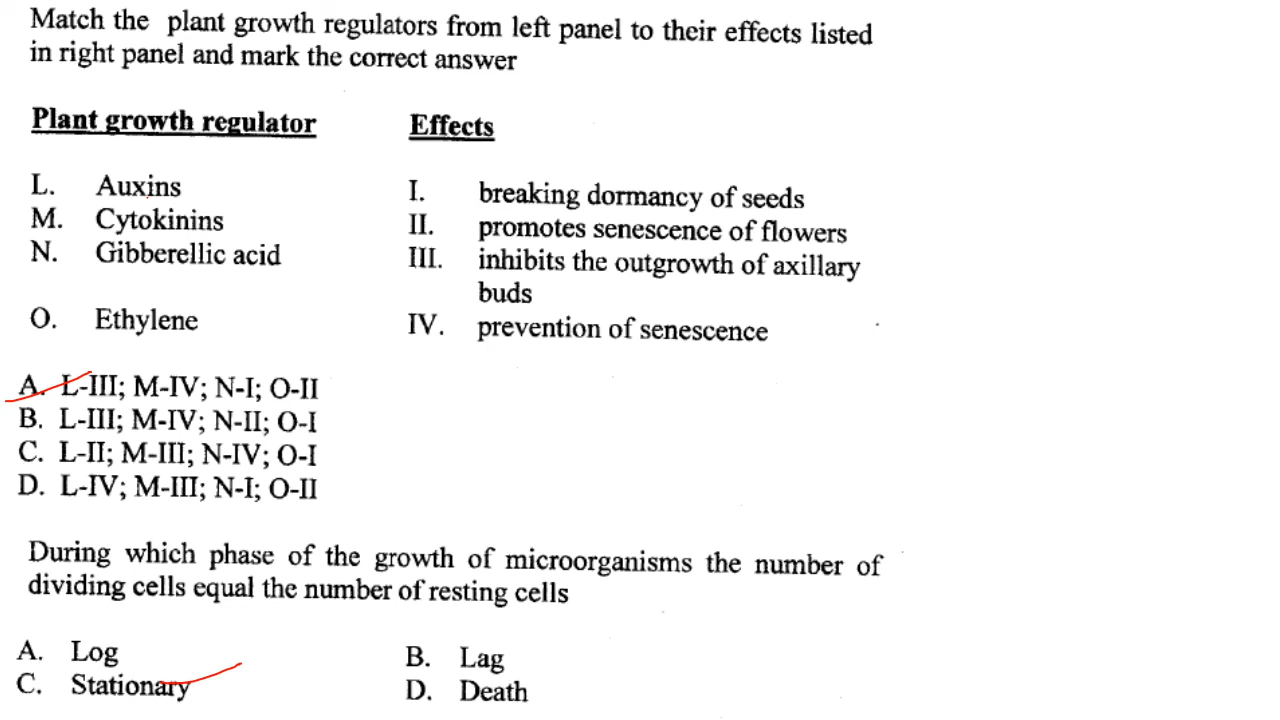 Match the plant growth regulators from left panel to their effects listed
in right panel and mark the correct answer
Plant growth regulator Effects
L. Auxins I. breaking dormancy of seeds
M. Cytokinins II. promotes senescence of flowers
N. Gibberellic acid III. inhibits the outgrowth of axillary
buds
O. Ethylene IV. prevention of senescence
A. L-III; M-IV; N-I; O-II
B. L-III; M-IV; N-II; O-I
C. L-II; M-III; N-IV; O-I
D. L-IV; M-III; N-I; O-II
During which phase of the growth of microorganisms the number of
dividing cells equal the number of resting cells
A. Log B. Lag
C. Stationary D. Death